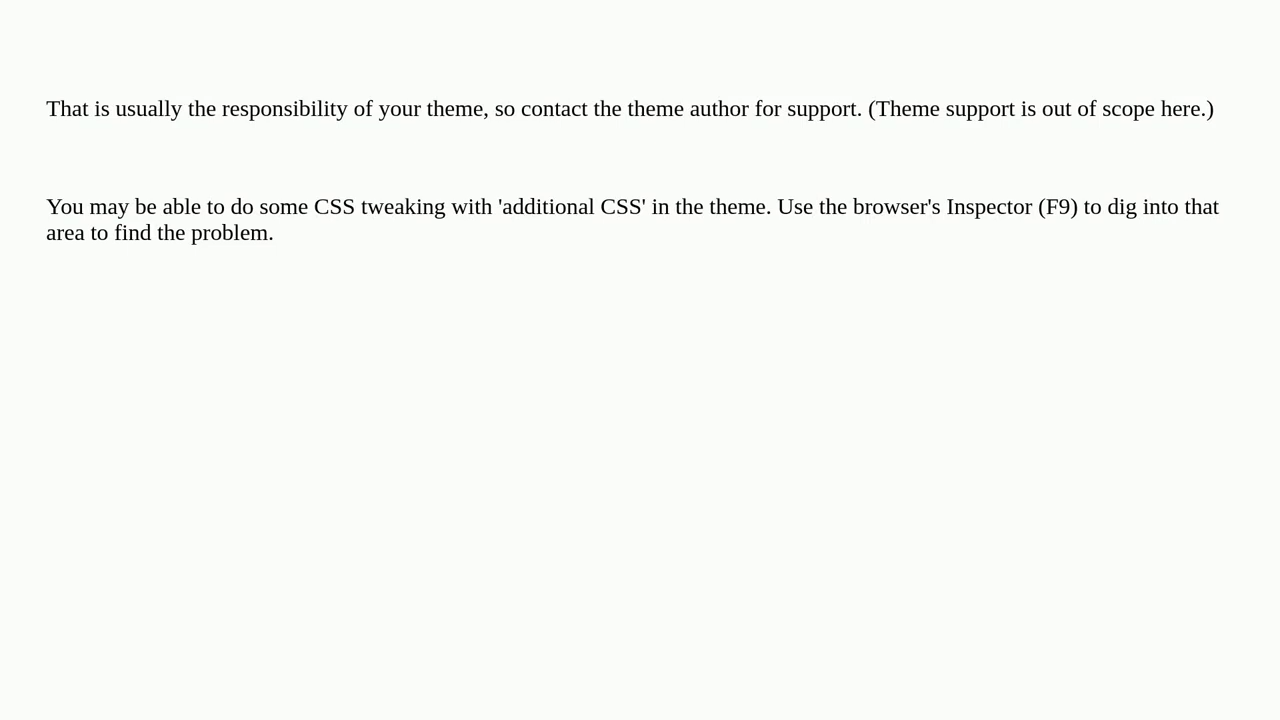 That is usually the responsibility of your theme, so contact the theme author for support. (Theme support is out of scope here.)
You may be able to do some CSS tweaking with 'additional CSS' in the theme. Use the browser's Inspector (F9) to dig into that
area to find the problem.